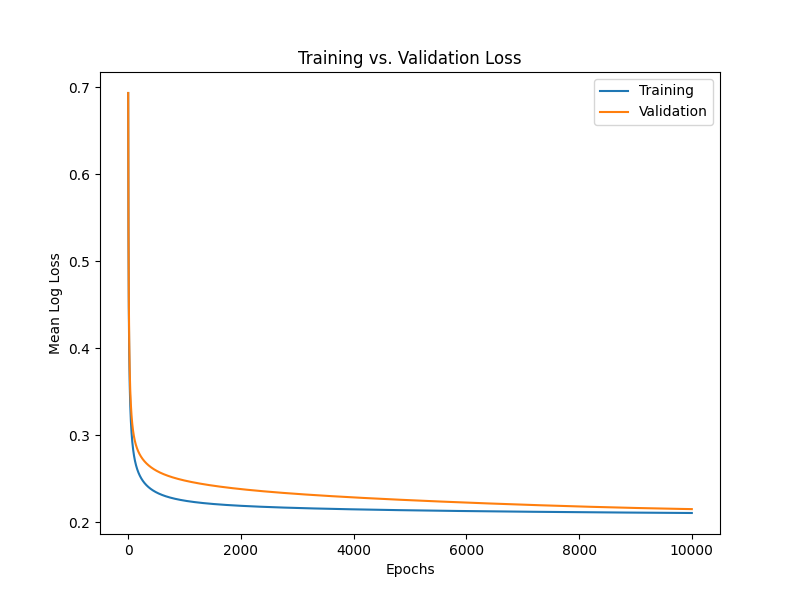 Training vs. Validation Loss
Training
Validation
Mean Log Loss
0.7
0.6
0.5
0.4
0.3
0.2
0 2000 4000 6000 8000 10000
Epochs